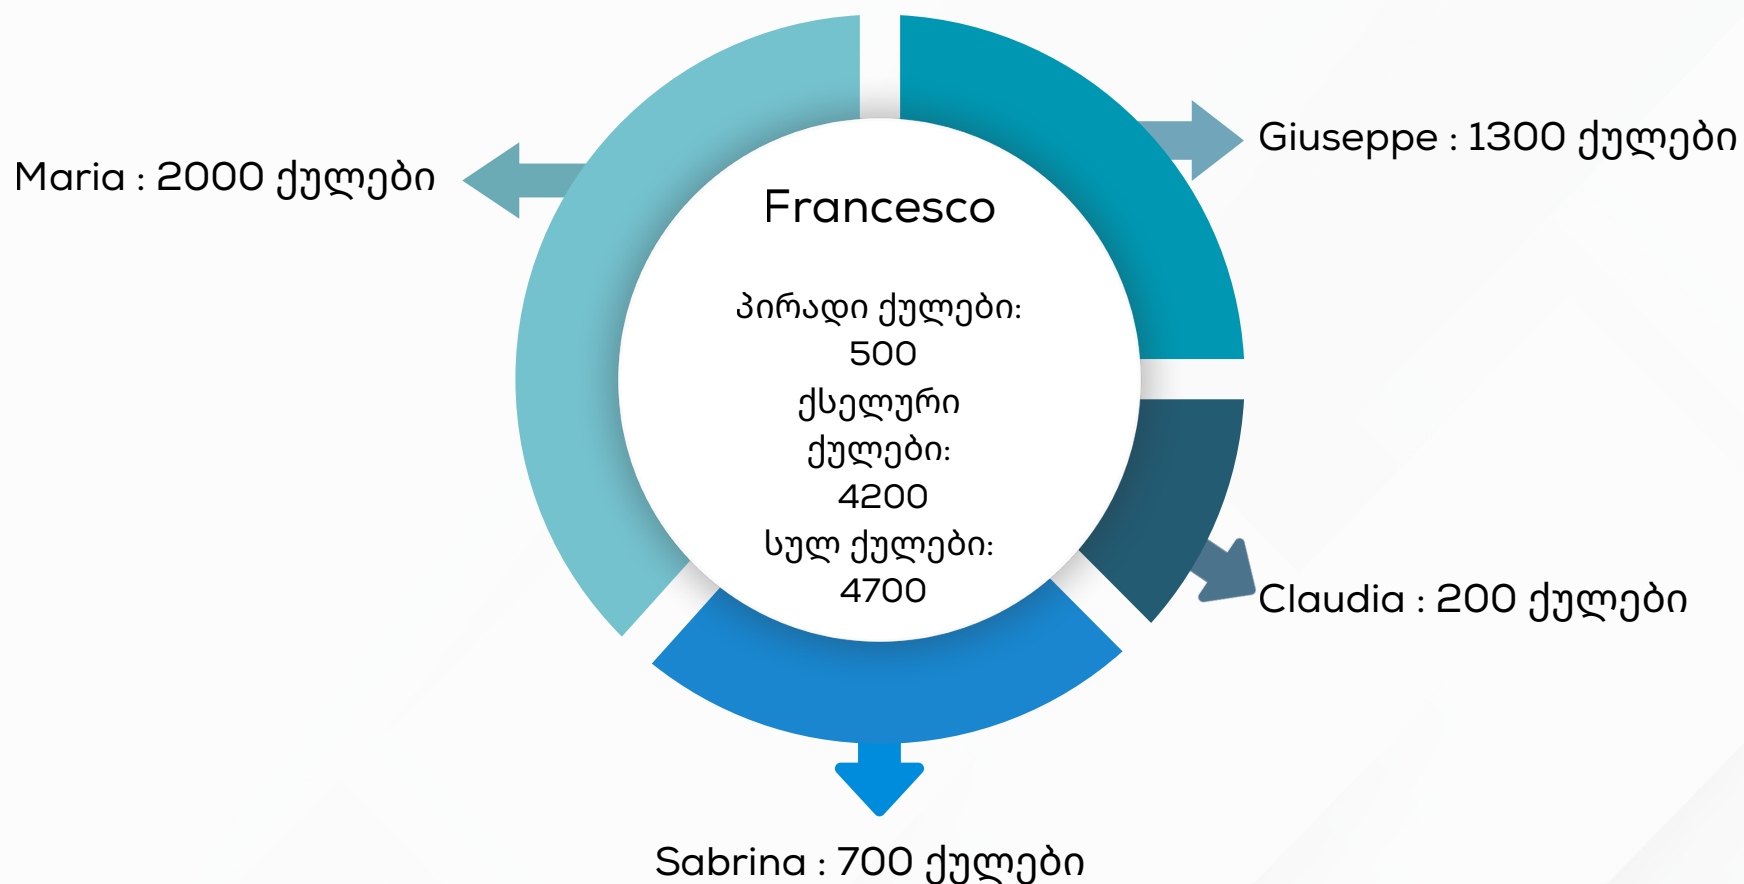 Giuseppe : 1300 ქულები
Maria : 2000 ქულები
Francesco
პირადი ქულები:
500
ქსელური
ქულები:
4200
სულ ქულები:
4700
Claudia : 200 ქულები
Sabrina : 700 ქულები